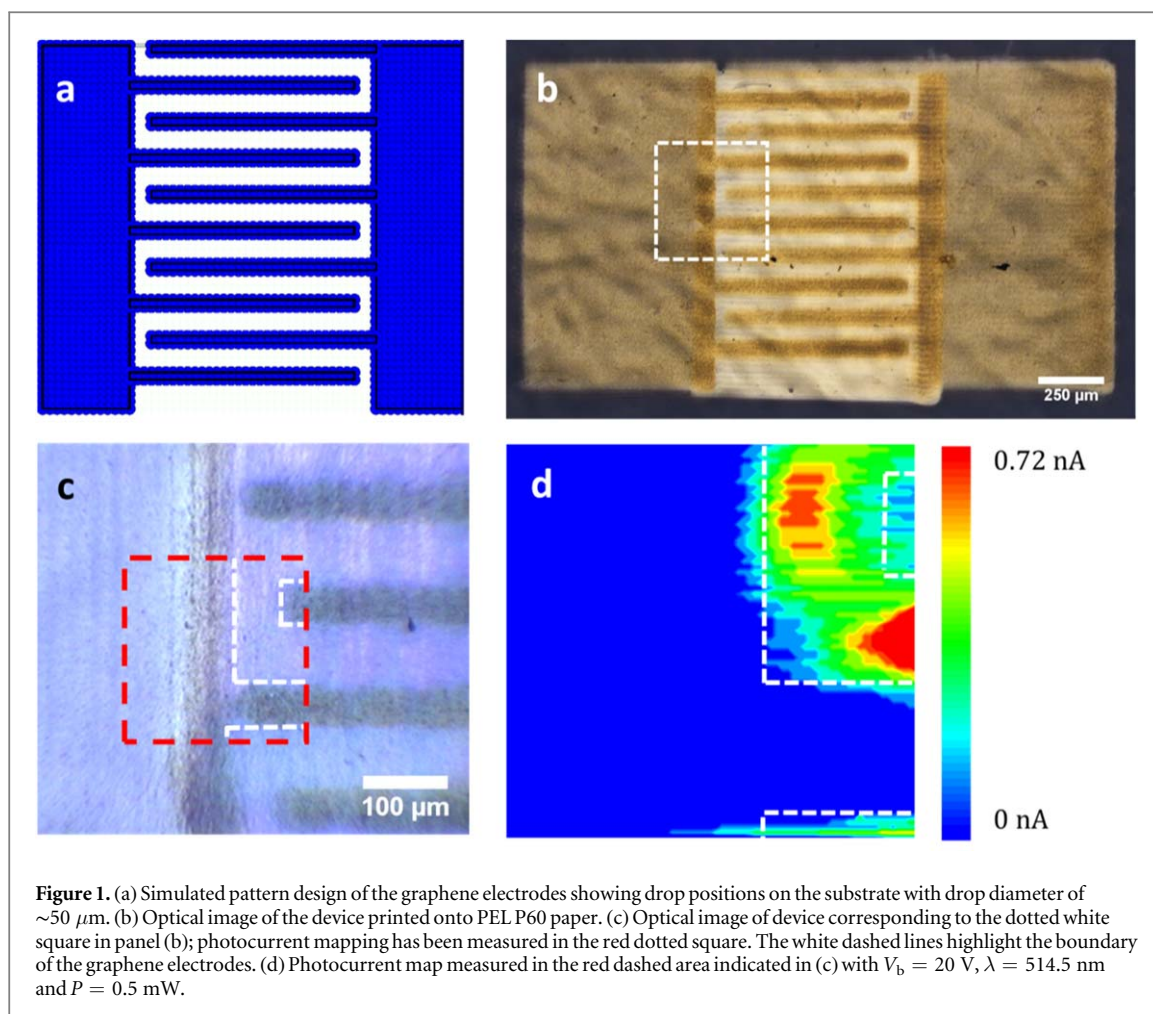 a
b
250 μm
c
100 μm
d
0.72 nA
0 nA
Figure 1. (a) Simulated pattern design of the graphene electrodes showing drop positions on the substrate with drop diameter of
~50 μm. (b) Optical image of the device printed onto PEL P60 paper. (c) Optical image of device corresponding to the dotted white
square in panel (b); photocurrent mapping has been measured in the red dotted square. The white dashed lines highlight the boundary
of the graphene electrodes. (d) Photocurrent map measured in the red dashed area indicated in (c) with Vb = 20 V, λ = 514.5 nm
and P = 0.5 mW.